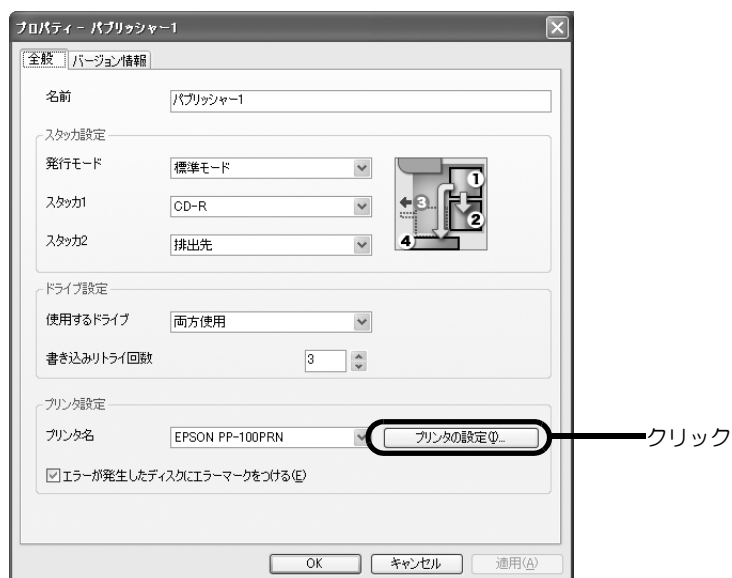 プロパティー - パブリッシャー1
全般 バージョン情報
名前 パブリッシャー1
スタッカ設定
発行モード 標準モード
スタッカ1 CD-R
スタッカ2 排出先
1
3
2
4
ドライブ設定
使用するドライブ 両方使用
書き込みリトライ回数 3
プリンタ設定
プリンタ名 EPSON PP-100PRN プリンタの設定(I)... クリック
エラーが発生したディスクにエラーマークをつける(E)
OK キャンセル 適用(A)